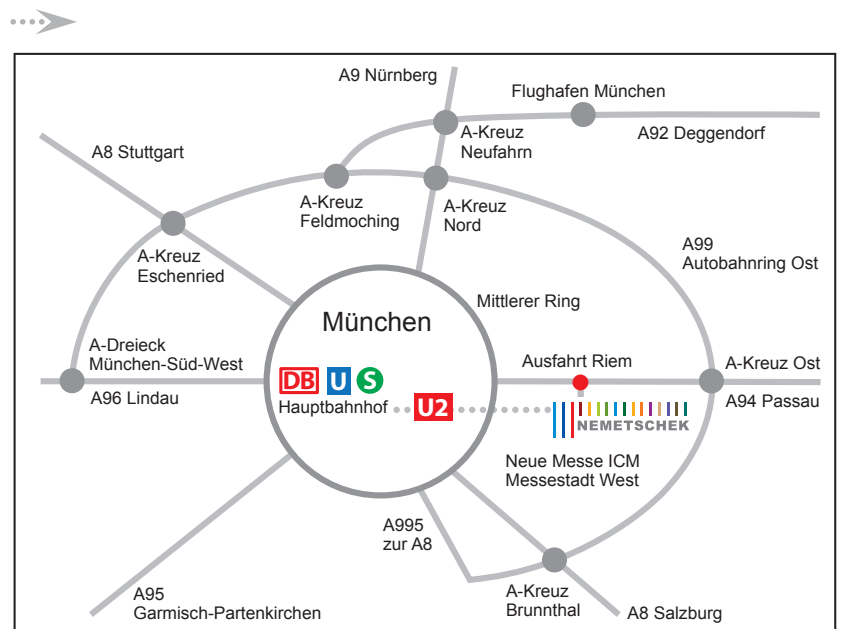 A9 Nürnberg
Flughafen München
A-Kreuz
Neufahrn
A92 Deggendorf
A8 Stuttgart
A-Kreuz
Feldmoching
A-Kreuz
Nord
A-Kreuz
Eschenried
A99
Autobahnring Ost
Mittlerer Ring
München
A-Dreieck
München-Süd-West
Ausfahrt Riem
A-Kreuz Ost
DB U S
A96 Lindau
A94 Passau
Hauptbahnhof
U2
NEMETSCHEK
Neue Messe ICM
Messestadt West
A995
zur A8
A95
Garmisch-Partenkirchen
A-Kreuz
Brunnthal
A8 Salzburg